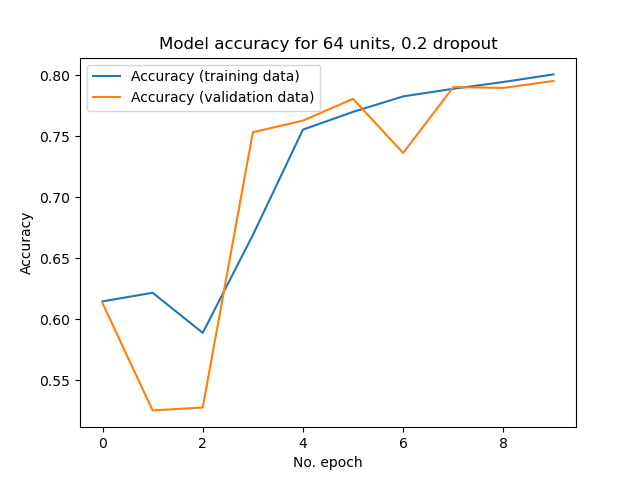 Model accuracy for 64 units, 0.2 dropout
Accuracy (training data)
Accuracy (validation data)
0.80
0.75
0.70
0.65
0.60
0.55
Accuracy
0 2 4 6 8
No. epoch